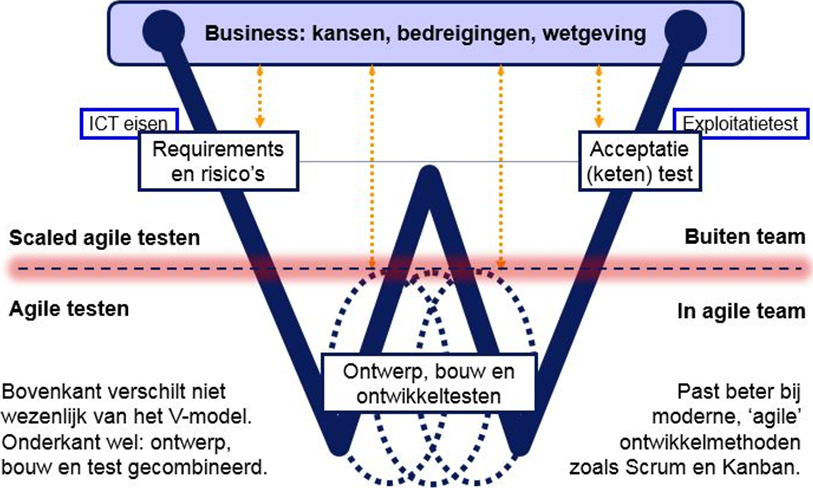 Business: kansen, bedreigingen, wetgeving
ICT eisen
Exploitatietest
Requirements
en risico's
Acceptatie
(keten) test
Scaled agile testen
Buiten team
Agile testen
In agile team
Ontwerp, bouw en
ontwikkeltesten
Bovenkant verschilt niet
wezenlijk van het V-model.
Onderkant wel: ontwerp,
bouw en test gecombineerd.
Past beter bij
moderne, ‘agile’
ontwikkelmethoden
zoals Scrum en Kanban.